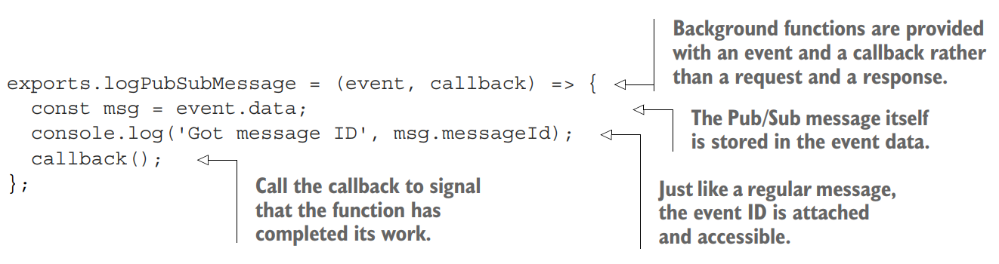 Background functions are provided
with an event and a callback rather
than a request and a response.
exports.logPubSubMessage = (event, callback) => {
  const msg = event.data;
The Pub/Sub message itself
is stored in the event data.
  console.log('Got message ID', msg.messageId);
  callback();
};
Call the callback to signal
that the function has
completed its work.
Just like a regular message,
the event ID is attached
and accessible.